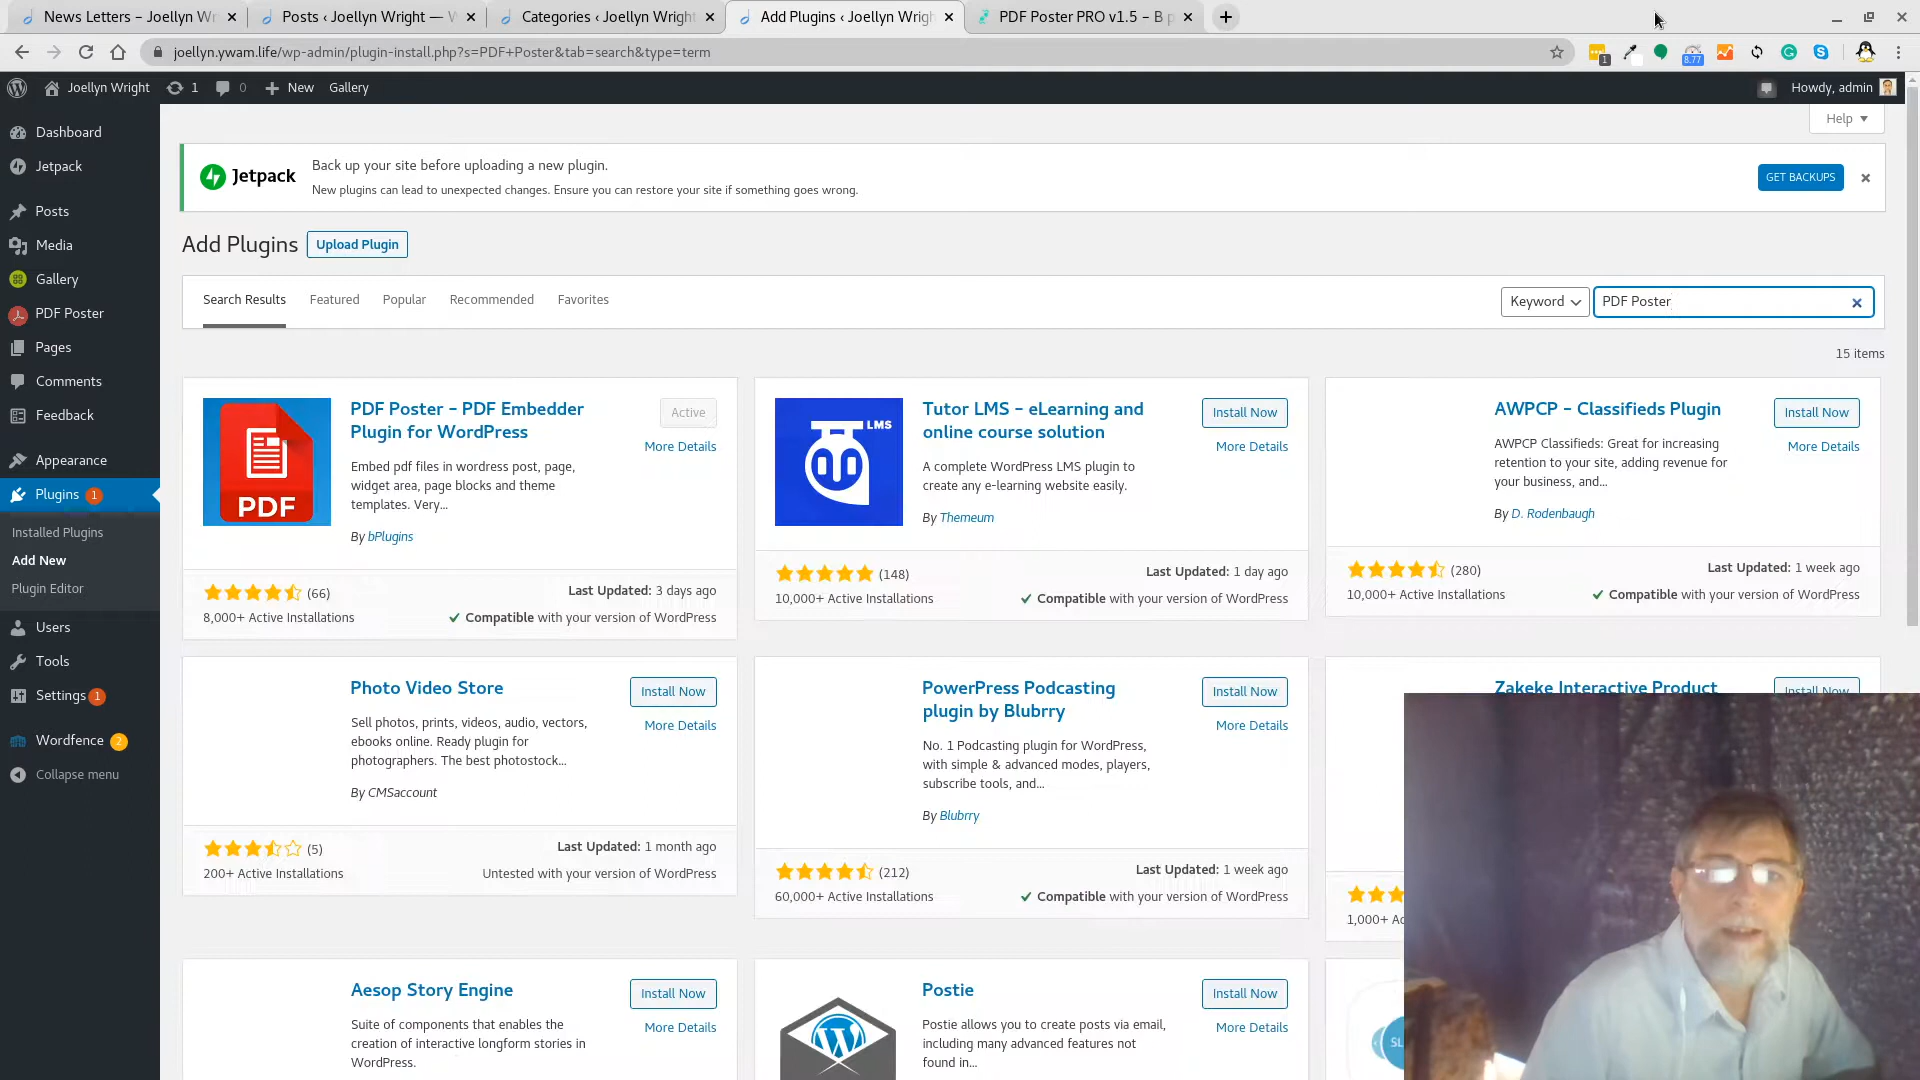 News Letters – Joellyn Wr
Posts ‹ Joellyn Wright — W
Categories ‹ Joellyn Wright
Add Plugins ‹ Joellyn Wrigh
PDF Poster PRO v1.5 – B p
joellyn.ywam.life/wp-admin/plugin-install.php?s=PDF+Poster&tab=search&type=term
1
8.77
Joellyn Wright
1
0
New
Gallery
Howdy, admin
Dashboard
Jetpack
Posts
Media
Gallery
PDF Poster
Pages
Comments
Feedback
Appearance
Plugins 1
Installed Plugins
Add New
Plugin Editor
Users
Tools
Settings 1
Wordfence 2
Collapse menu
Help
Jetpack
Back up your site before uploading a new plugin.
New plugins can lead to unexpected changes. Ensure you can restore your site if something goes wrong.
GET BACKUPS
Add Plugins
Upload Plugin
Search Results
Featured
Popular
Recommended
Favorites
Keyword
PDF Poster
15 items
PDF
PDF Poster – PDF Embedder
Plugin for WordPress
Active
More Details
Embed pdf files in wordress post, page,
widget area, page blocks and theme
templates. Very...
By bPlugins
(66)
Last Updated: 3 days ago
8,000+ Active Installations
Compatible with your version of WordPress
LMS
Tutor LMS – eLearning and
online course solution
Install Now
More Details
A complete WordPress LMS plugin to
create any e-learning website easily.
By Themeum
(148)
Last Updated: 1 day ago
10,000+ Active Installations
Compatible with your version of WordPress
AWPCP – Classifieds Plugin
Install Now
More Details
AWPCP Classifieds: Great for increasing
retention to your site, adding revenue for
your business, and...
By D. Rodenbaugh
(280)
Last Updated: 1 week ago
10,000+ Active Installations
Compatible with your version of WordPress
Photo Video Store
Install Now
More Details
Sell photos, prints, videos, audio, vectors,
ebooks online. Ready plugin for
photographers. The best photostock...
By CMSaccount
(5)
Last Updated: 1 month ago
200+ Active Installations
Untested with your version of WordPress
PowerPress Podcasting
plugin by Blubrry
Install Now
More Details
No. 1 Podcasting plugin for WordPress,
with simple & advanced modes, players,
subscribe tools, and...
By Blubrry
(212)
Last Updated: 1 week ago
60,000+ Active Installations
Compatible with your version of WordPress
Zakeke Interactive Product
Install Now
1,000+ Ac
Aesop Story Engine
Install Now
More Details
Suite of components that enables the
creation of interactive longform stories in
WordPress.
Postie
Install Now
More Details
Postie allows you to create posts via email,
including many advanced features not
found in...
SL